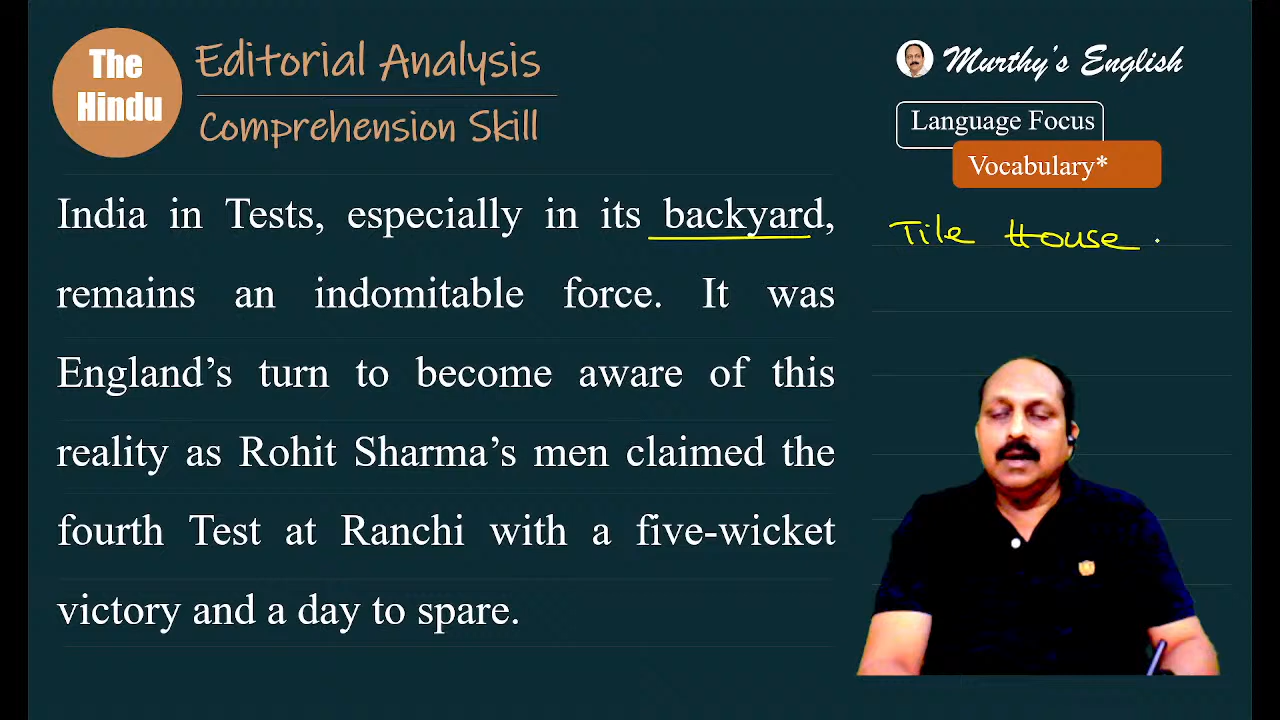 The
Hindu
Editorial Analysis
Comprehension Skill
Murthy's English
Language Focus
Vocabulary*
India in Tests, especially in its backyard,
remains an indomitable force. It was
England's turn to become aware of this
reality as Rohit Sharma's men claimed the
fourth Test at Ranchi with a five-wicket
victory and a day to spare.
Tile House.